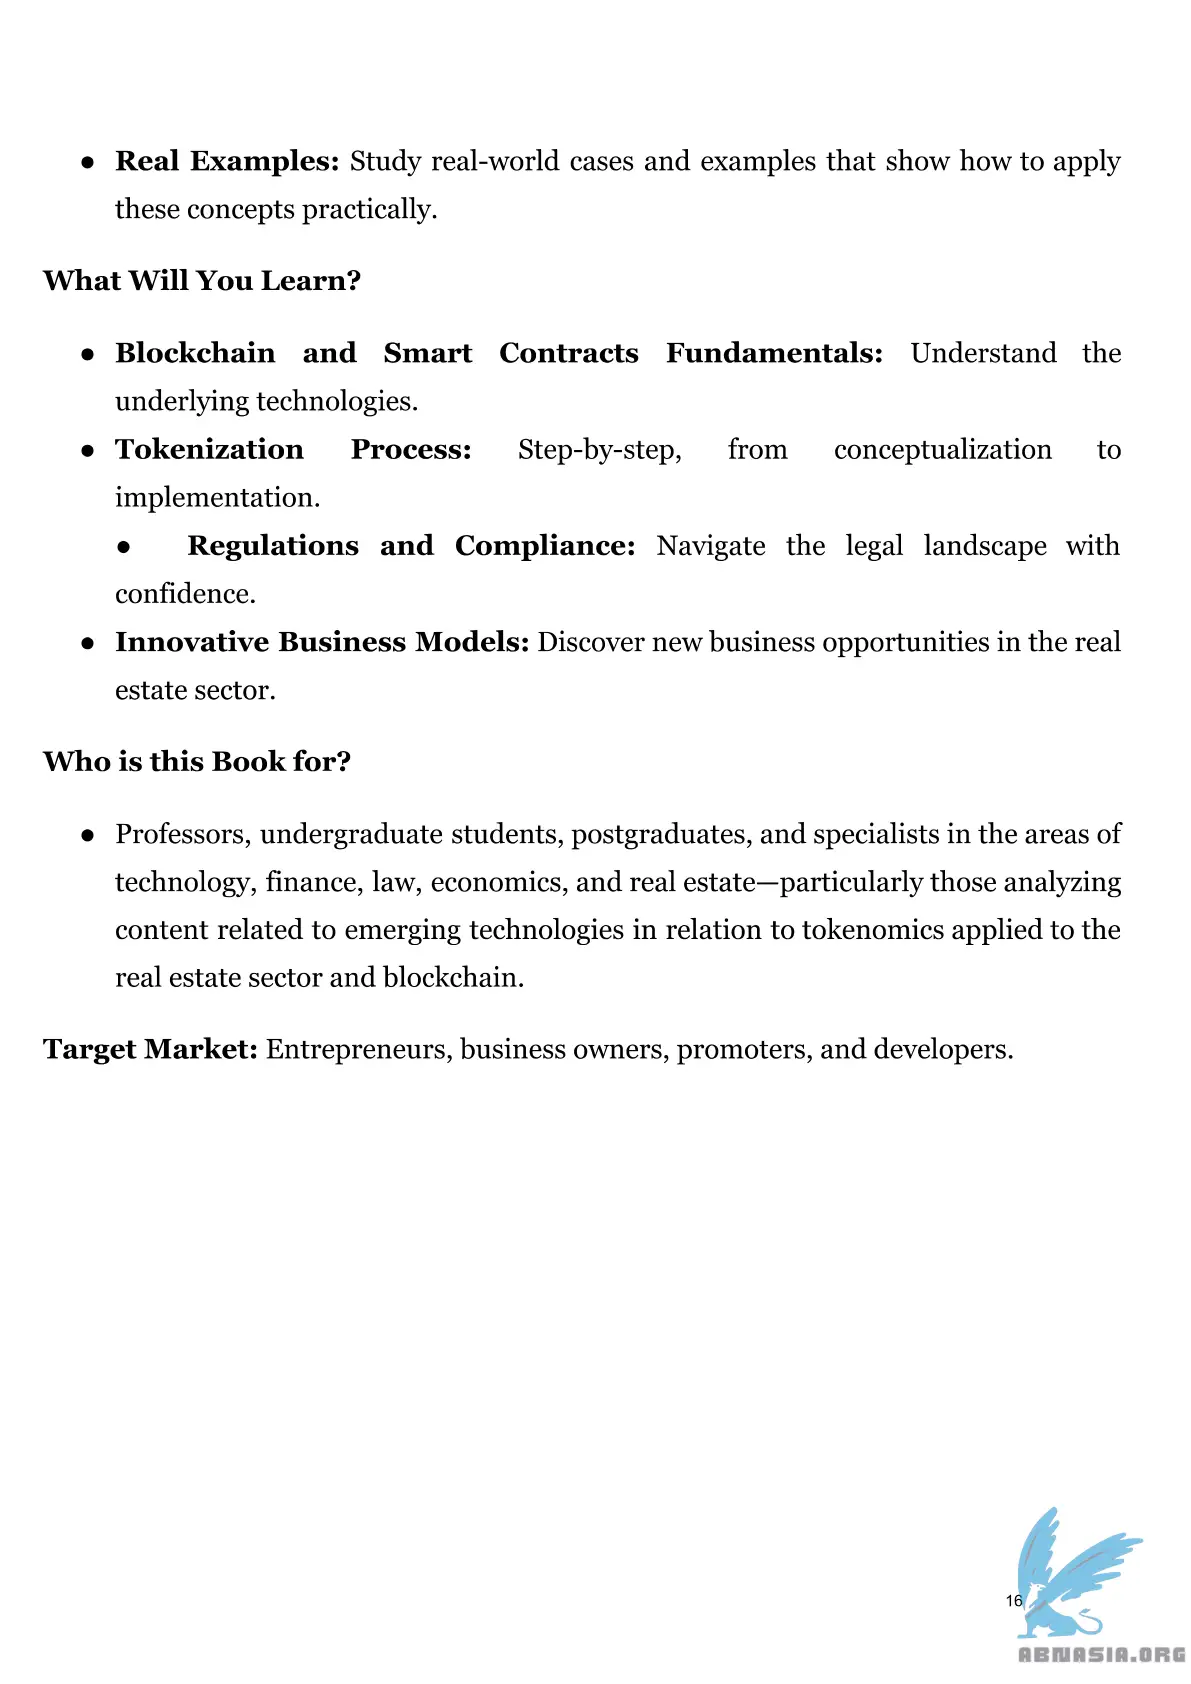 ● Real Examples: Study real-world cases and examples that show how to apply
these concepts practically.
What Will You Learn?
● Blockchain and Smart Contracts Fundamentals: Understand the
underlying technologies.
● Tokenization Process: Step-by-step, from conceptualization to
implementation.
● Regulations and Compliance: Navigate the legal landscape with
confidence.
● Innovative Business Models: Discover new business opportunities in the real
estate sector.
Who is this Book for?
● Professors, undergraduate students, postgraduates, and specialists in the areas of
technology, finance, law, economics, and real estate—particularly those analyzing
content related to emerging technologies in relation to tokenomics applied to the
real estate sector and blockchain.
Target Market: Entrepreneurs, business owners, promoters, and developers.
16
ABNASIA.ORG